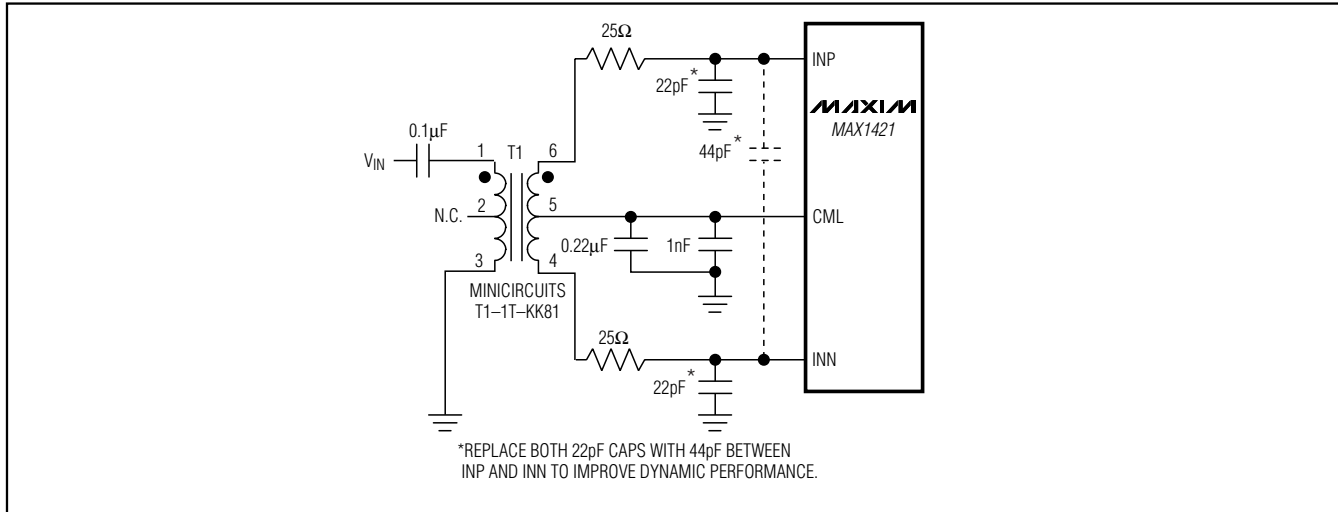 25Ω
INP
22pF*
MAXIM
MAX1421
0.1µF
44pF*
1
T1
6
VIN
N.C.
2
5
CML
0.22µF
1nF
3
4
MINICIRCUITS
T1–1T–KK81
25Ω
INN
22pF*
*REPLACE BOTH 22pF CAPS WITH 44pF BETWEEN
INP AND INN TO IMPROVE DYNAMIC PERFORMANCE.